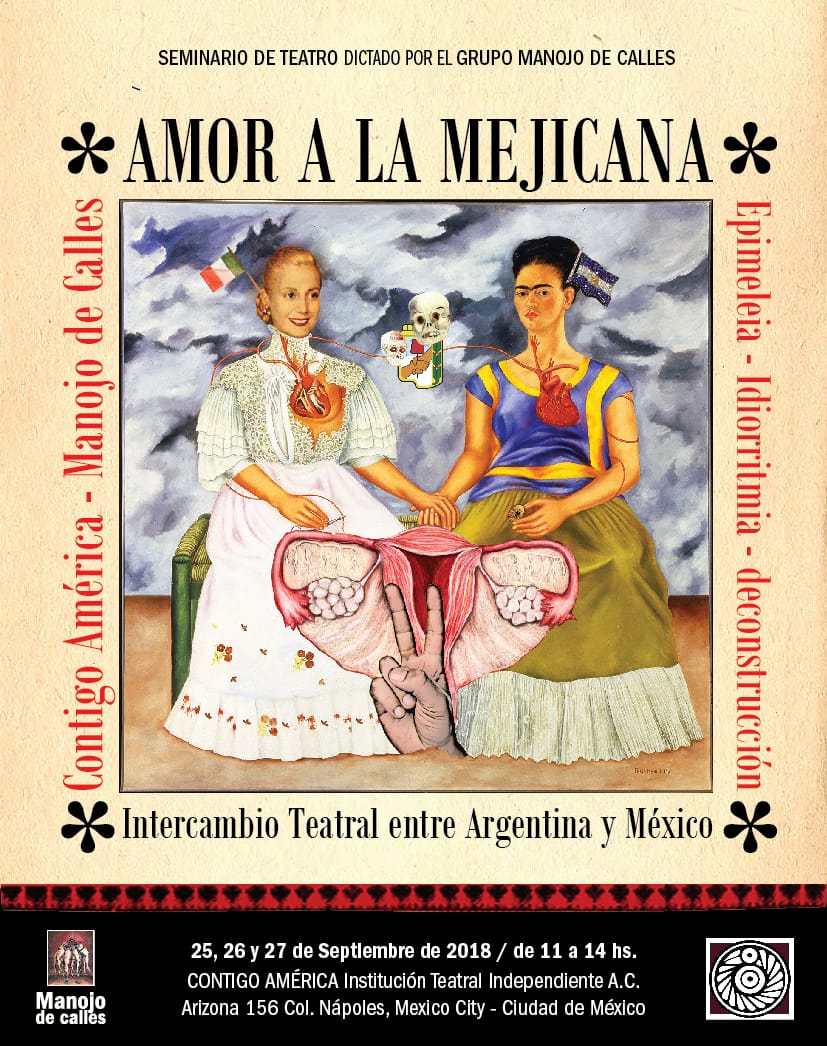 SEMINARIO DE TEATRO DICTADO POR EL GRUPO MANOJO DE CALLES
* AMOR A LA MEJICANA *
Contigo América - Manojo de Calles
Epimeleia - Idiorritmia - deconstrucción
* Intercambio Teatral entre Argentina y México *
25, 26 y 27 de Septiembre de 2018 / de 11 a 14 hs.
CONTIGO AMÉRICA Institución Teatral Independiente A.C.
Arizona 156 Col. Nápoles, Mexico City - Ciudad de México
Manojo
de calles